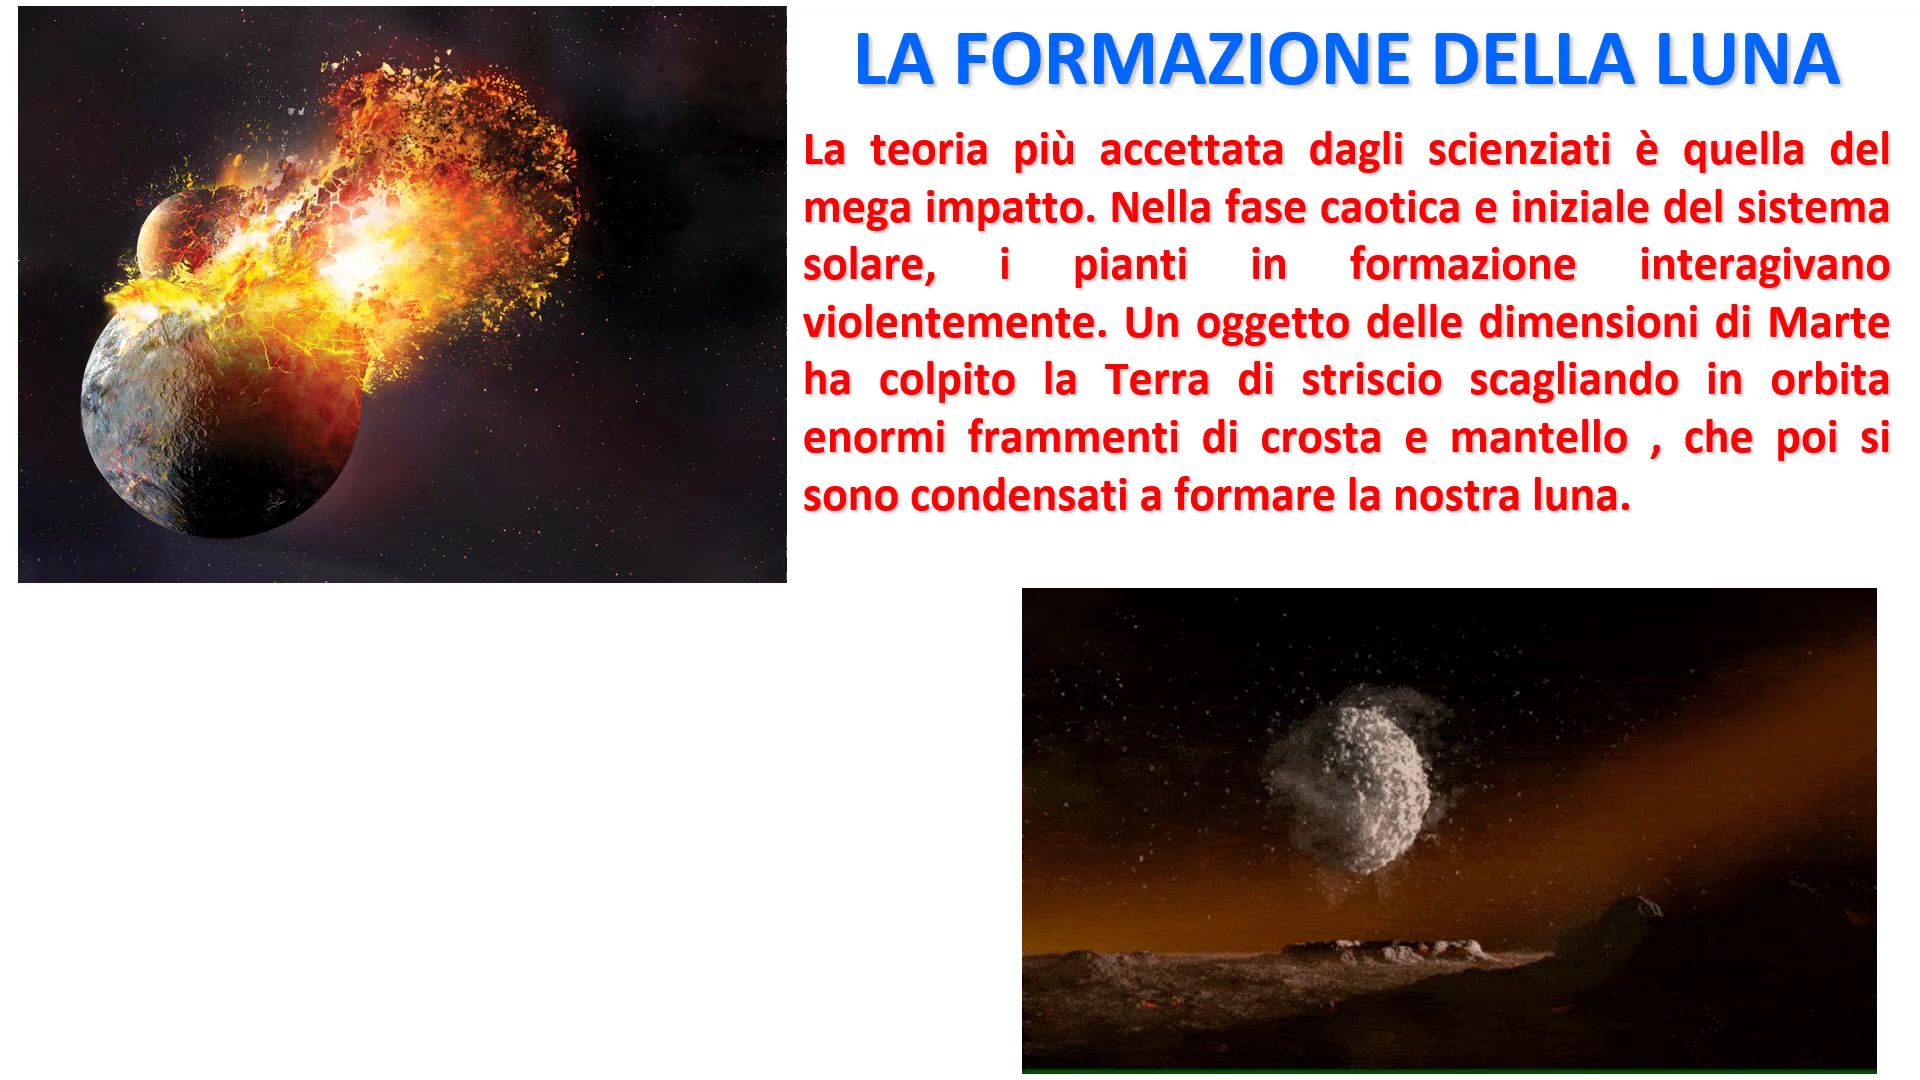 LA FORMAZIONE DELLA LUNA
La teoria più accettata dagli scienziati è quella del
mega impatto. Nella fase caotica e iniziale del sistema
solare, i pianti in formazione interagivano
violentemente. Un oggetto delle dimensioni di Marte
ha colpito la Terra di striscio scagliando in orbita
enormi frammenti di crosta e mantello , che poi si
sono condensati a formare la nostra luna.